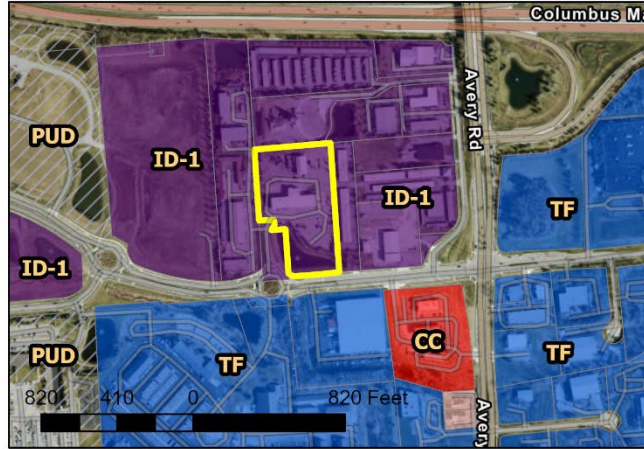 Columbus Ma
Avery Rd
PUD
ID-1
ID-1
TF
ID-1
PUD
TF
CC
TF
820 410 0 820 Feet
Avery